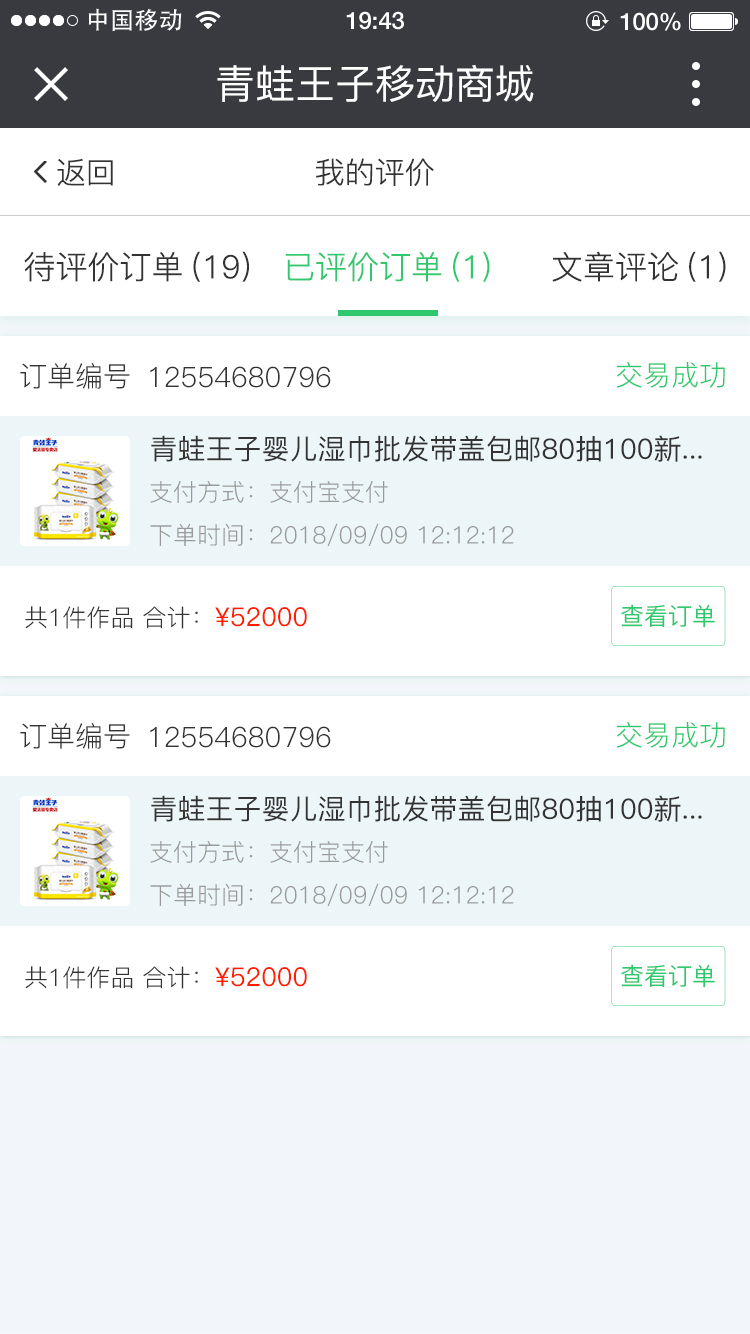 中国移动 19:43 100%
青蛙王子移动商城
返回 我的评价
待评价订单(19) 已评价订单(1) 文章评论(1)
订单编号 12554680796 交易成功
青蛙王子
青蛙王子婴儿湿巾批发带盖包邮80抽100新...
支付方式：支付宝支付
下单时间：2018/09/09 12:12:12
共1件作品 合计：¥52000 查看订单
订单编号 12554680796 交易成功
青蛙王子
青蛙王子婴儿湿巾批发带盖包邮80抽100新...
支付方式：支付宝支付
下单时间：2018/09/09 12:12:12
共1件作品 合计：¥52000 查看订单